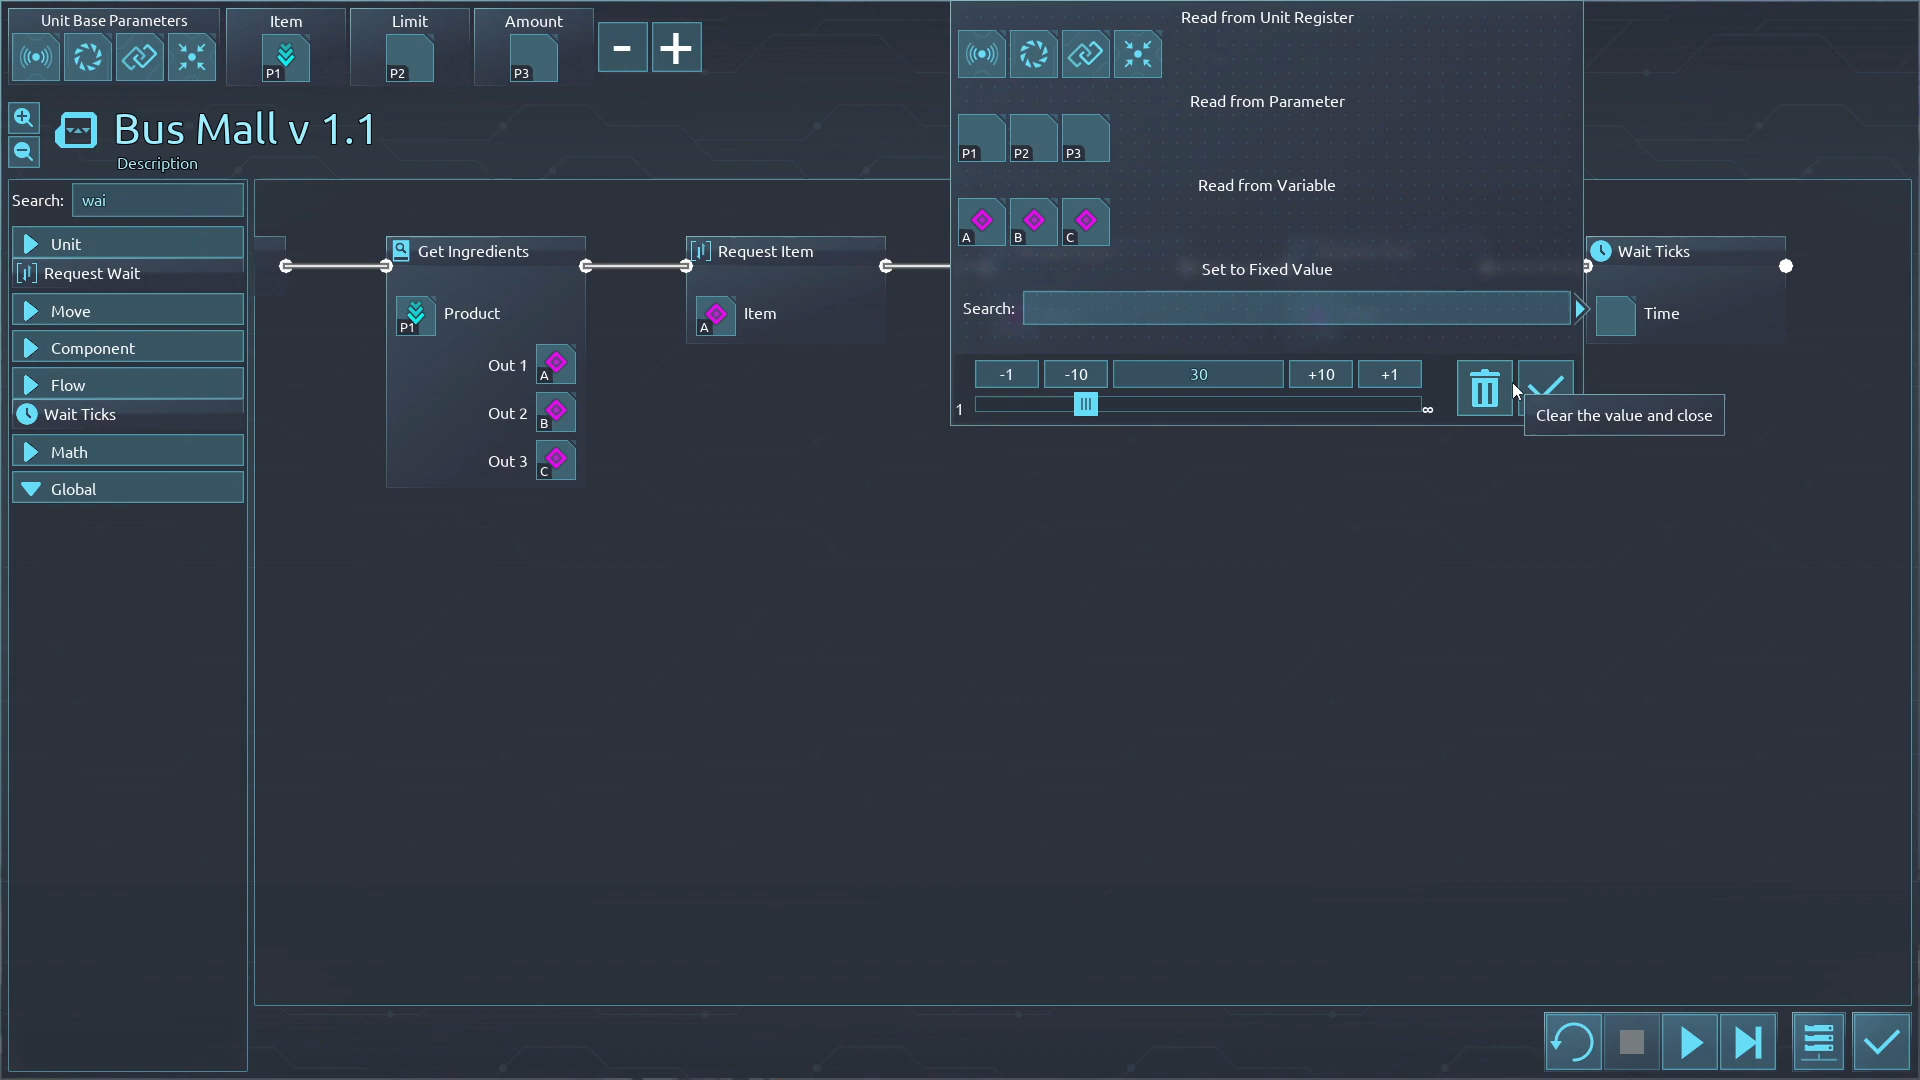 Unit Base Parameters
Item
P1
Limit
P2
Amount
P3
-
+
Bus Mall v 1.1
Description
Search: wai
Unit
Request Wait
Move
Component
Flow
Wait Ticks
Math
Global
Get Ingredients
P1 Product
Out 1 A
Out 2 B
Out 3 C
Request Item
A Item
Read from Unit Register
Read from Parameter
P1 P2 P3
Read from Variable
A B C
Set to Fixed Value
Search:
-1 -10 30 +10 +1
1 ∞
Clear the value and close
Wait Ticks
Time